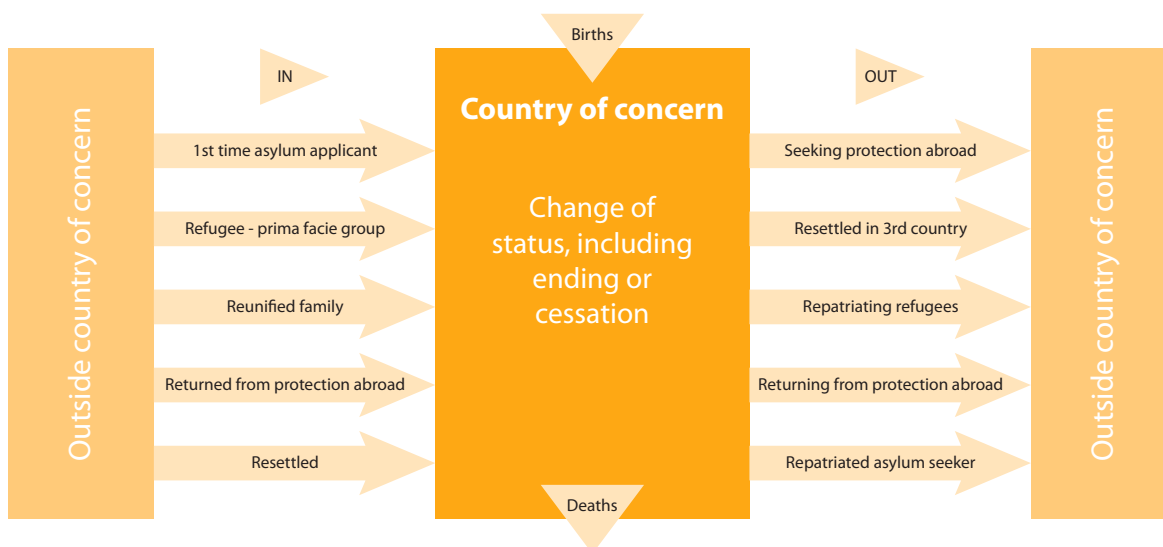 Births
IN
OUT
Outside country of concern
Country of concern
Outside country of concern
1st time asylum applicant
Seeking protection abroad
Refugee - prima facie group
Change of
status, including
ending or
cessation
Resettled in 3rd country
Reunified family
Repatriating refugees
Returned from protection abroad
Returning from protection abroad
Resettled
Repatriated asylum seeker
Deaths